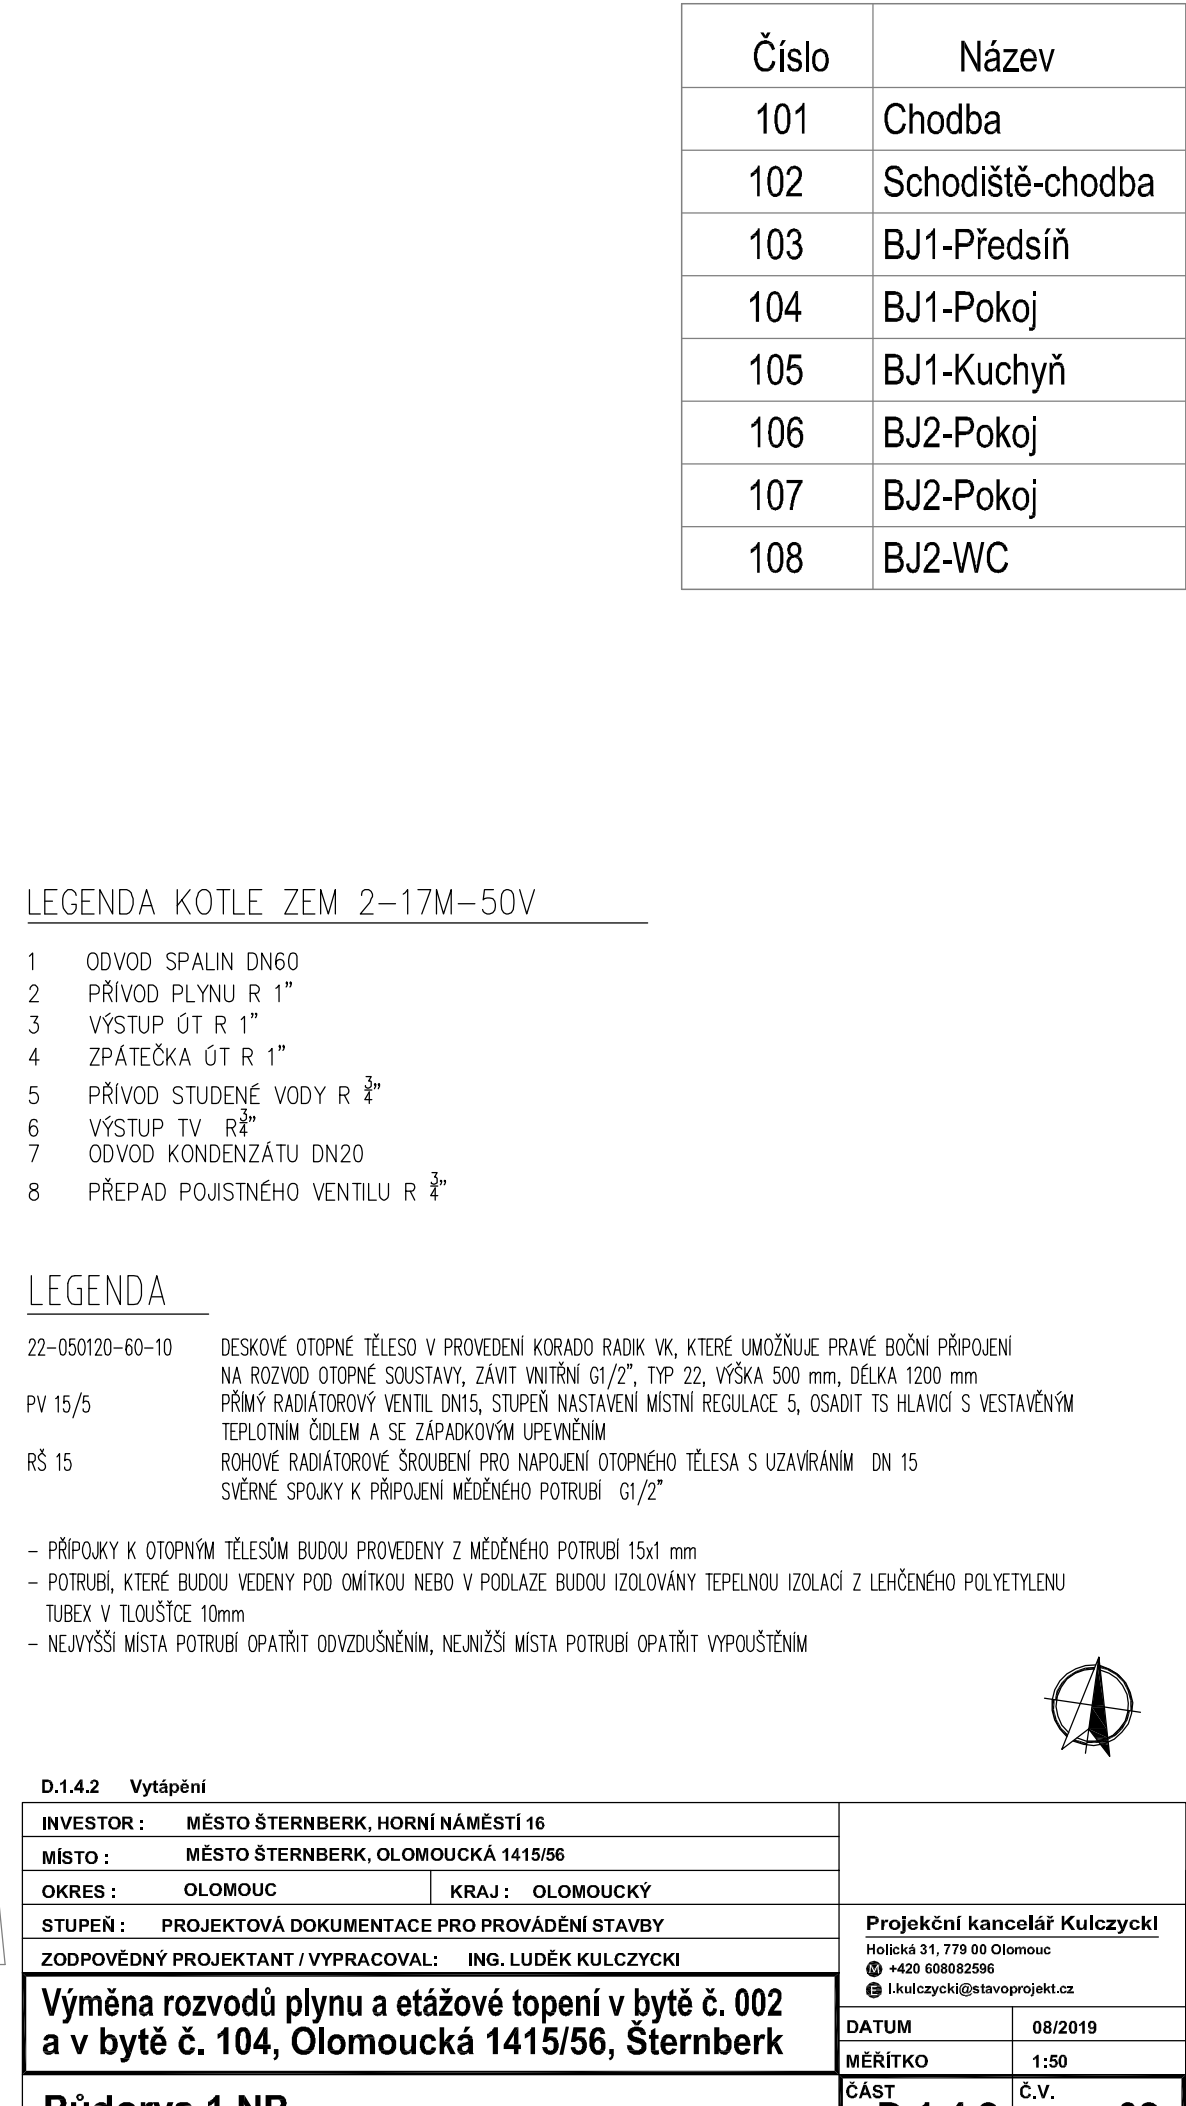 Číslo Název
101 Chodba
102 Schodiště-chodba
103 BJ1-Předsíň
104 BJ1-Pokoj
105 BJ1-Kuchyň
106 BJ2-Pokoj
107 BJ2-Pokoj
108 BJ2-WC
LEGENDA KOTLE ZEM 2-17M-50V
1 ODVOD SPALIN DN60
2 PŘÍVOD PLYNU R 1"
3 VÝSTUP ÚT R 1"
4 ZPÁTEČKA ÚT R 1"
5 PŘÍVOD STUDENÉ VODY R 3/4"
6 VÝSTUP TV R3/4"
7 ODVOD KONDENZÁTU DN20
8 PŘEPAD POJISTNÉHO VENTILU R 3/4"
LEGENDA
22-050120-60-10 DESKOVÉ OTOPNÉ TĚLESO V PROVEDENÍ KORADO RADIK VK, KTERÉ UMOŽŇUJE PRAVÉ BOČNÍ PŘIPOJENÍ
NA ROZVOD OTOPNÉ SOUSTAVY, ZÁVIT VNITŘNÍ G1/2", TYP 22, VÝŠKA 500 mm, DÉLKA 1200 mm
PV 15/5 PŘÍMÝ RADIÁTOROVÝ VENTIL DN15, STUPEŇ NASTAVENÍ MÍSTNÍ REGULACE 5, OSADIT TS HLAVICÍ S VESTAVĚNÝM
TEPLOTNÍM ČIDLEM A SE ZÁPADKOVÝM UPEVNĚNÍM
RŠ 15 ROHOVÉ RADIÁTOROVÉ ŠROUBENÍ PRO NAPOJENÍ OTOPNÉHO TĚLESA S UZAVÍRÁNÍM DN 15
SVĚRNÉ SPOJKY K PŘIPOJENÍ MĚDĚNÉHO POTRUBÍ G1/2"
- PŘÍPOJKY K OTOPNÝM TĚLESŮM BUDOU PROVEDENY Z MĚDĚNÉHO POTRUBÍ 15x1 mm
- POTRUBÍ, KTERÉ BUDOU VEDENY POD OMÍTKOU NEBO V PODLAZE BUDOU IZOLOVÁNY TEPELNOU IZOLACÍ Z LEHČENÉHO POLYETYLENU
TUBEX V TLOUŠŤCE 10mm
- NEJVYŠŠÍ MÍSTA POTRUBÍ OPATŘIT ODVZDUŠNĚNÍM, NEJNIŽŠÍ MÍSTA POTRUBÍ OPATŘIT VYPOUŠTĚNÍM
D.1.4.2 Vytápění
INVESTOR : MĚSTO ŠTERNBERK, HORNÍ NÁMĚSTÍ 16
MÍSTO : MĚSTO ŠTERNBERK, OLOMOUCKÁ 1415/56
OKRES : OLOMOUC KRAJ : OLOMOUCKÝ
STUPEŇ : PROJEKTOVÁ DOKUMENTACE PRO PROVÁDĚNÍ STAVBY
ZODPOVĚDNÝ PROJEKTANT / VYPRACOVAL: ING. LUDĚK KULCZYCKI
Projekční kancelář Kulczycki
Holická 31, 779 00 Olomouc
M +420 608082596
E l.kulczycki@stavoprojekt.cz
Výměna rozvodů plynu a etážové topení v bytě č. 002
a v bytě č. 104, Olomoucká 1415/56, Šternberk
DATUM 08/2019
MĚŘÍTKO 1:50
ČÁST Č.V.